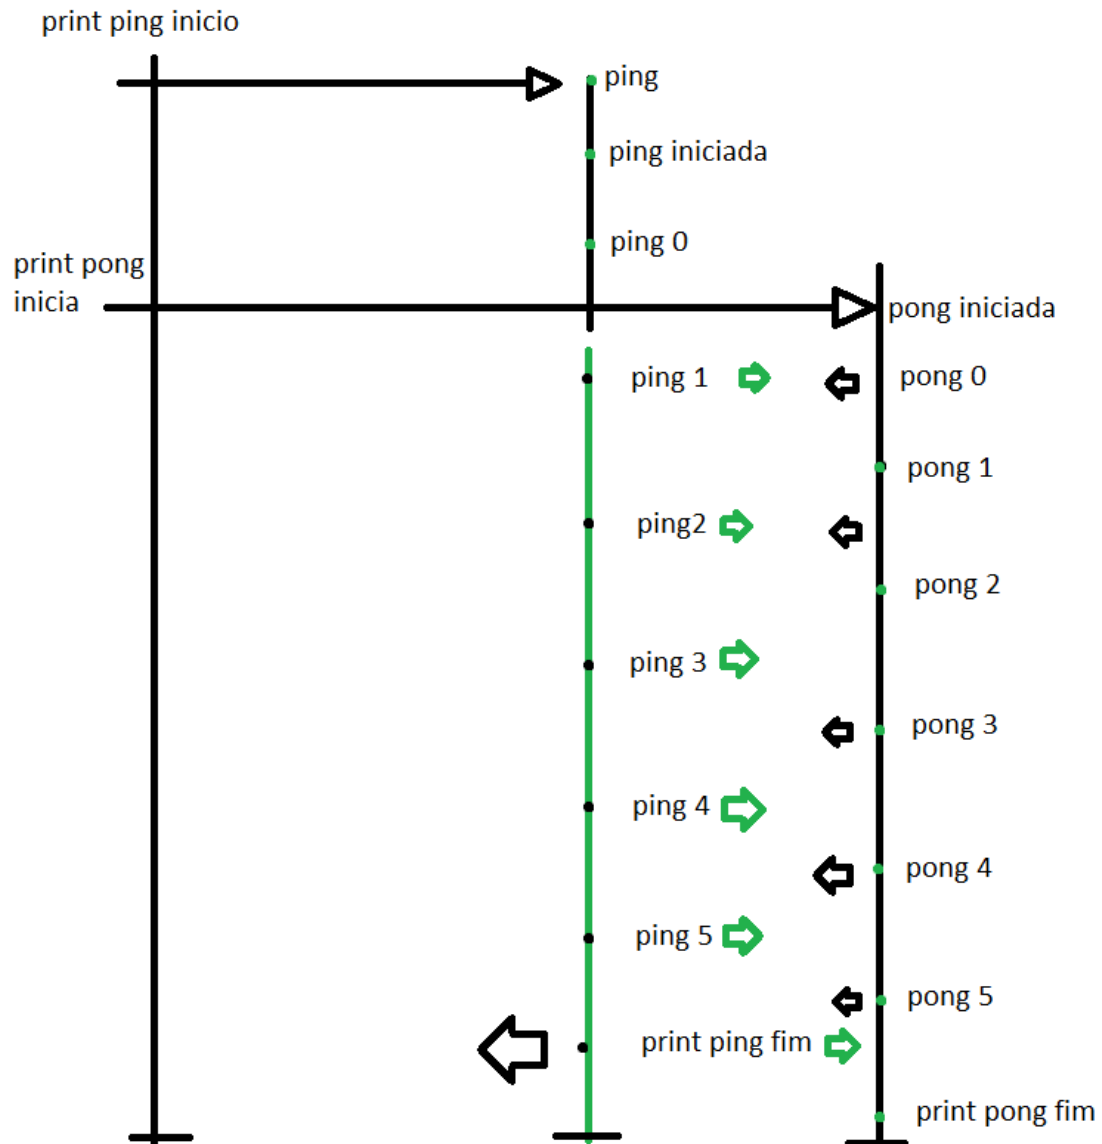 print ping inicio
ping
ping iniciada
ping 0
print pong
inicia
pong iniciada
ping 1
pong 0
pong 1
ping2
pong 2
ping 3
pong 3
ping 4
pong 4
ping 5
pong 5
print ping fim
print pong fim